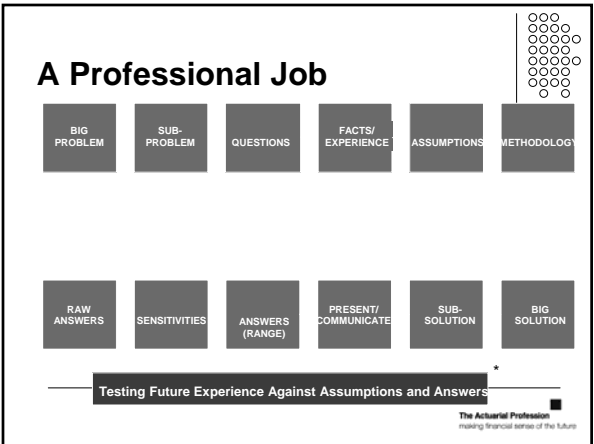 A Professional Job
BIG
PROBLEM
SUB-
PROBLEM
QUESTIONS
FACTS/
EXPERIENCE
ASSUMPTIONS
METHODOLOGY
RAW
ANSWERS
SENSITIVITIES
ANSWERS
(RANGE)
PRESENT/
COMMUNICATE
SUB-
SOLUTION
BIG
SOLUTION
*
Testing Future Experience Against Assumptions and Answers
The Actuarial Profession
making financial sense of the future